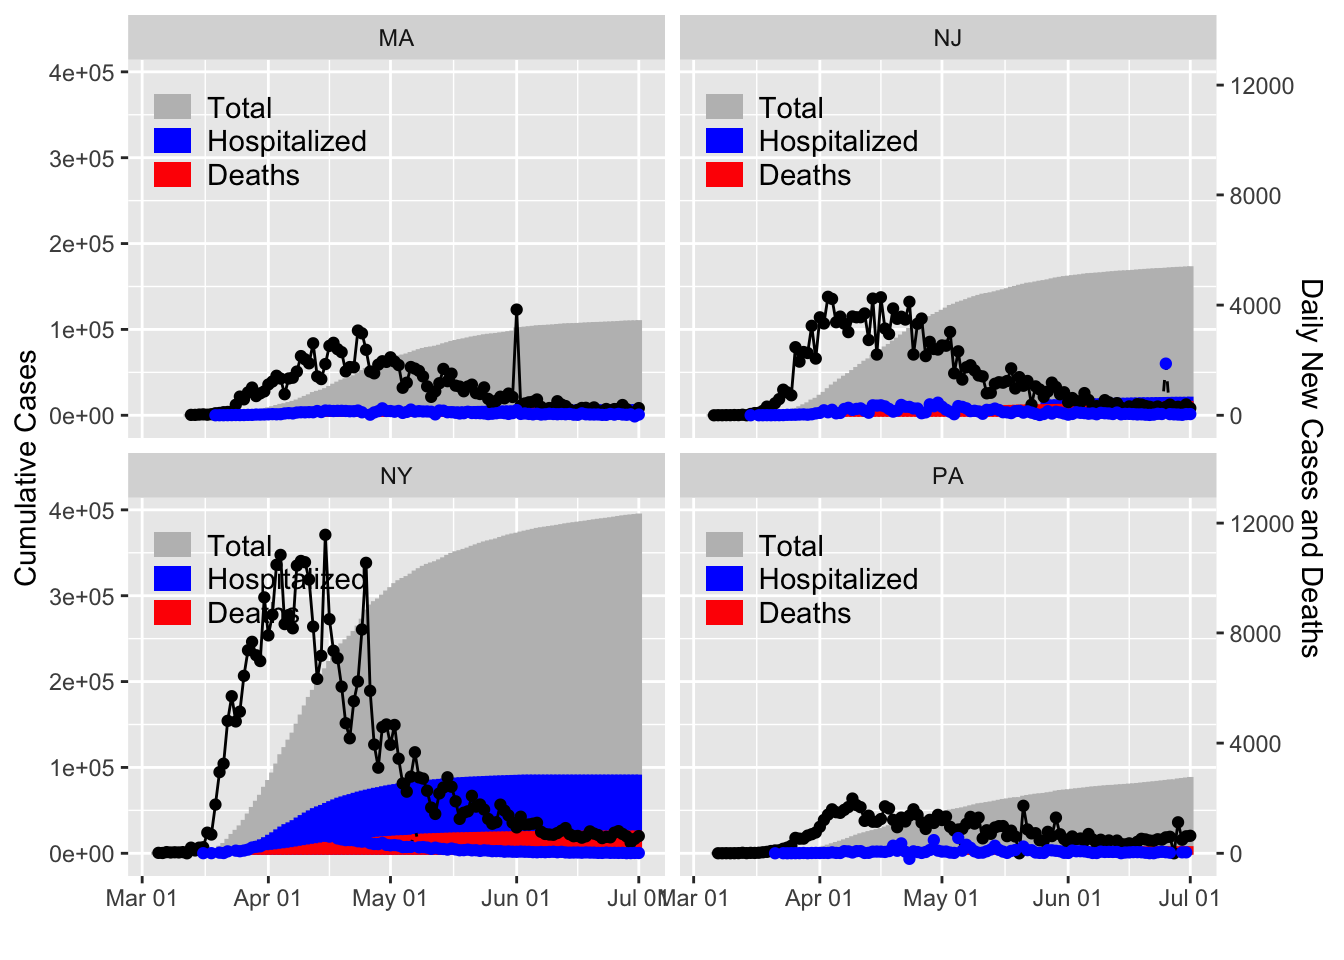 MA
NJ
4e+05
3e+05
2e+05
1e+05
0e+00
Total
Hospitalized
Deaths
Total
Hospitalized
Deaths
12000
8000
4000
0
NY
PA
4e+05
3e+05
2e+05
1e+05
0e+00
Total
Hospitalized
Deaths
Total
Hospitalized
Deaths
12000
8000
4000
0
Mar 01 Apr 01 May 01 Jun 01 Jul 01
Mar 01 Apr 01 May 01 Jun 01 Jul 01
Cumulative Cases
Daily New Cases and Deaths